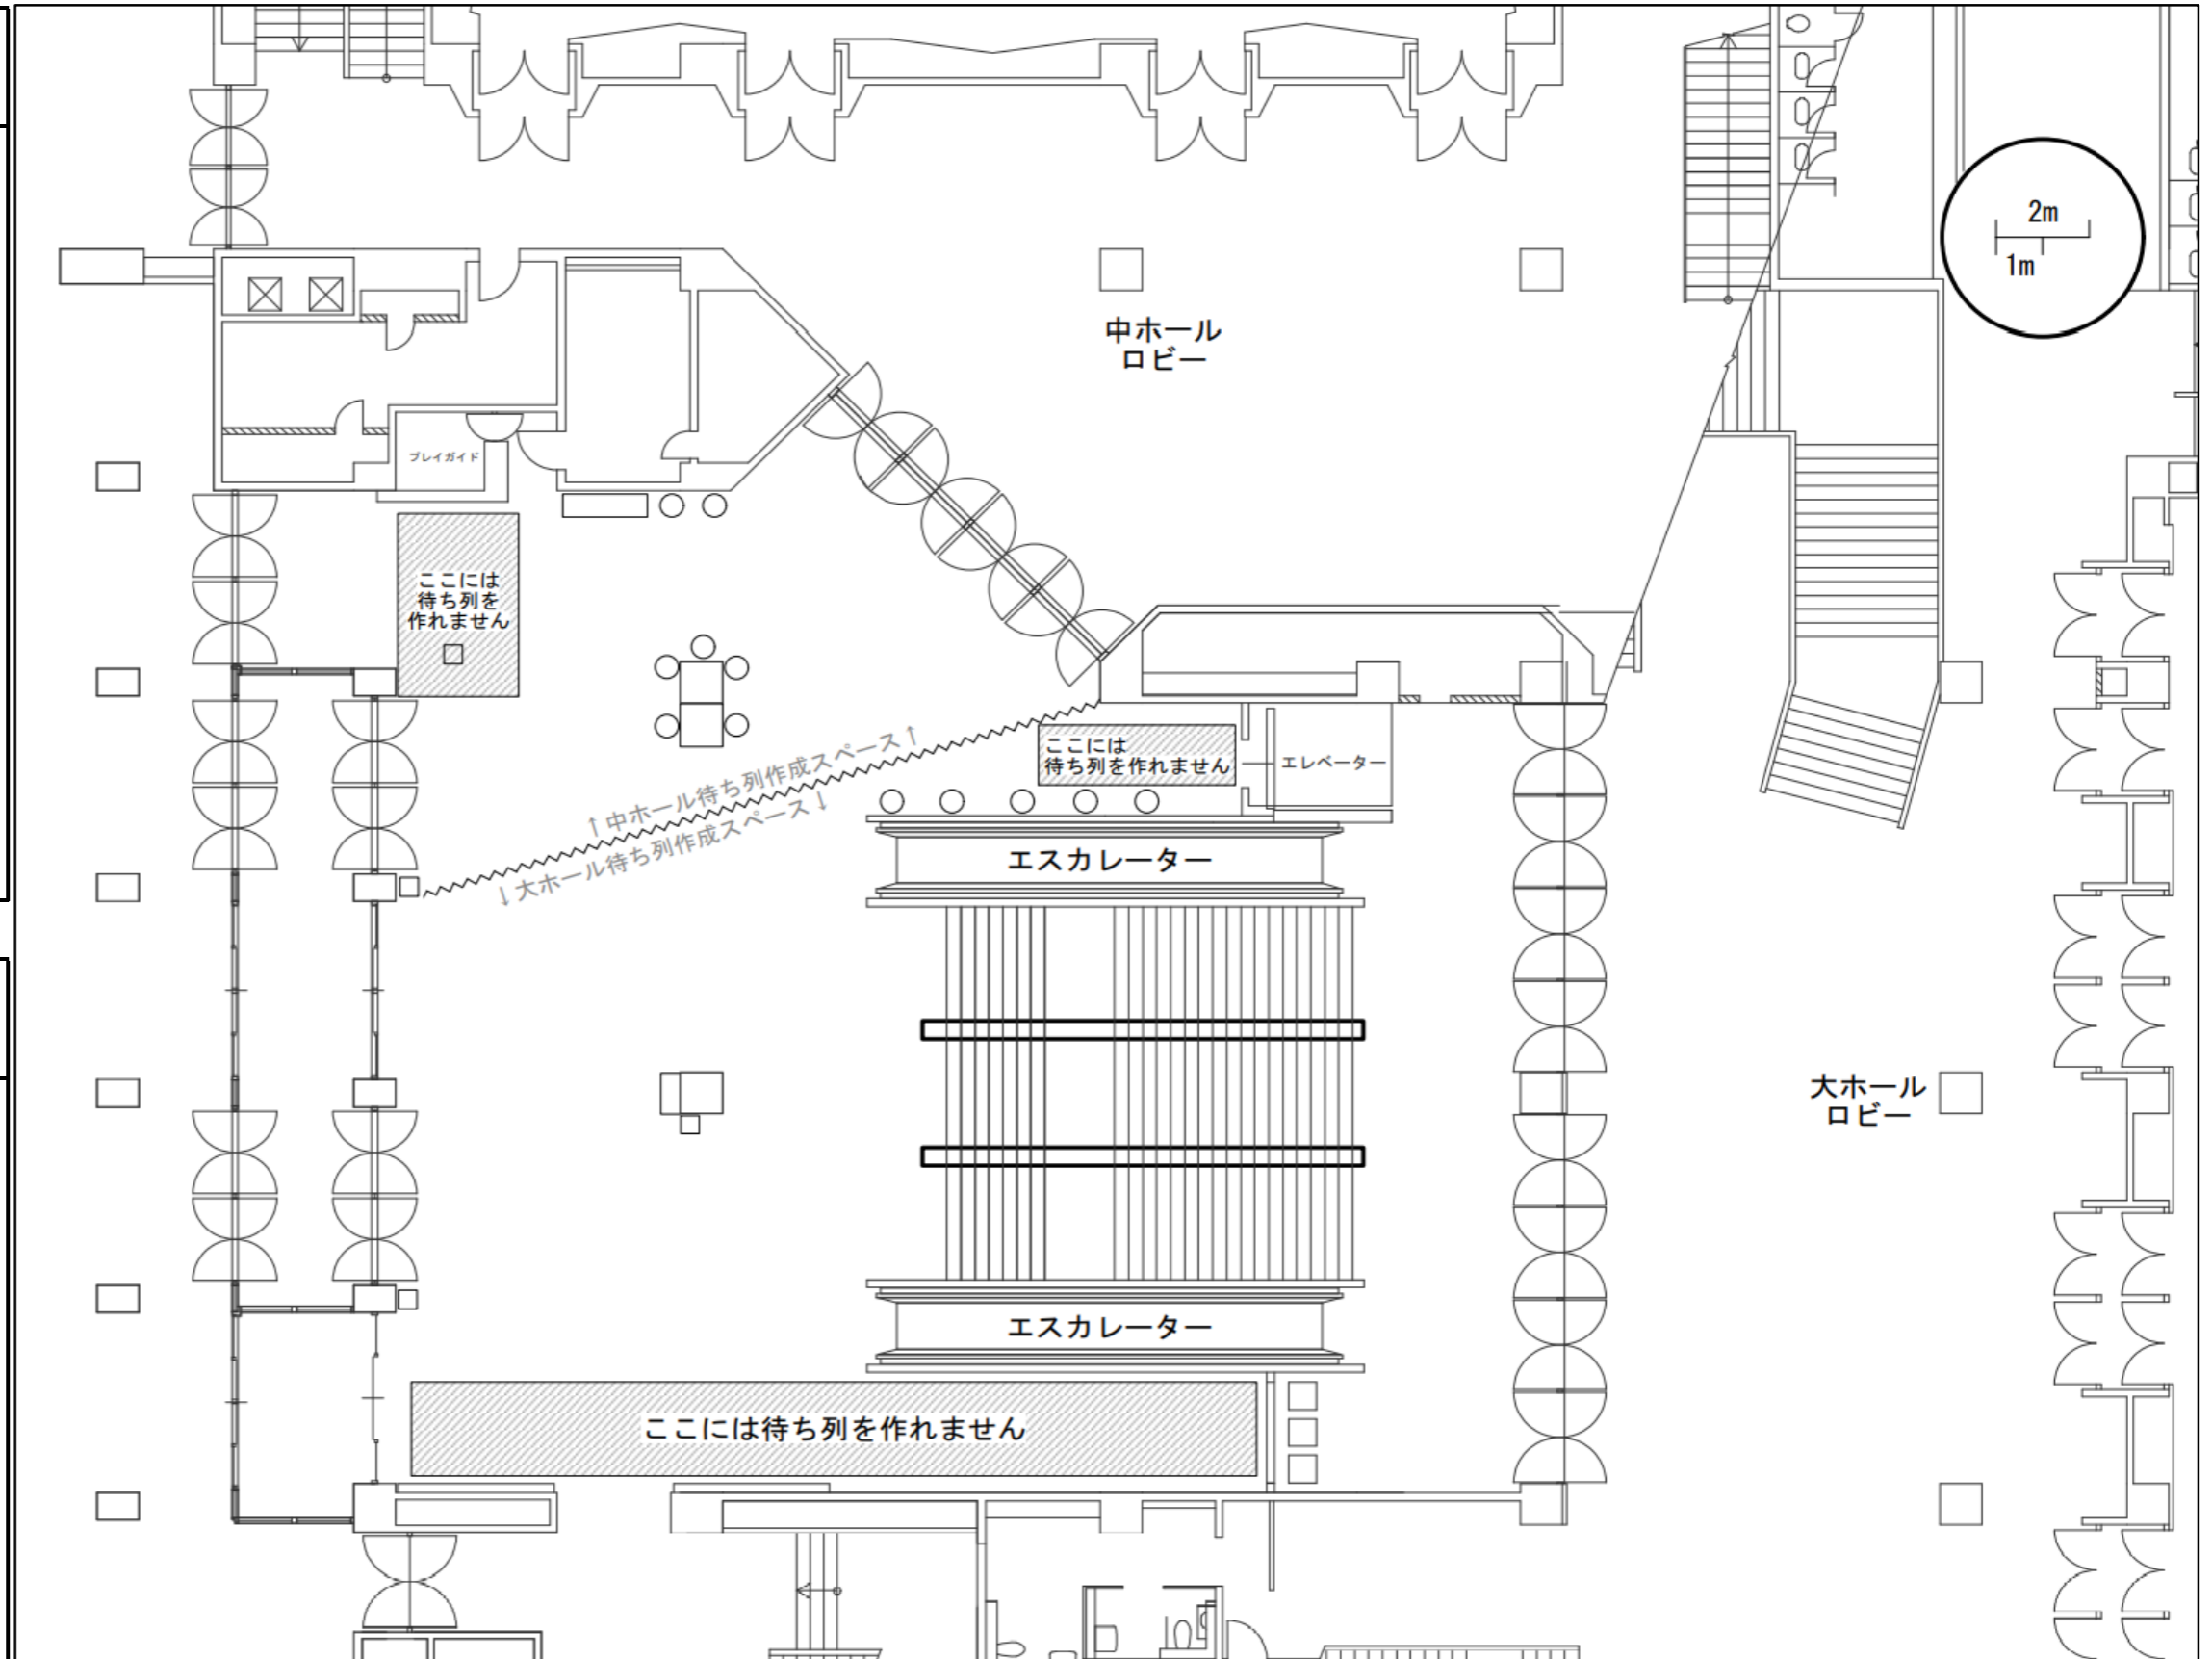 2m
1m
中ホール
ロビー
プレイガイド
ここには
待ち列を
作れません
↑中ホール待ち列作成スペース↑
↓大ホール待ち列作成スペース↓
ここには
待ち列を作れません
エレベーター
エスカレーター
大ホール
ロビー
エスカレーター
ここには待ち列を作れません